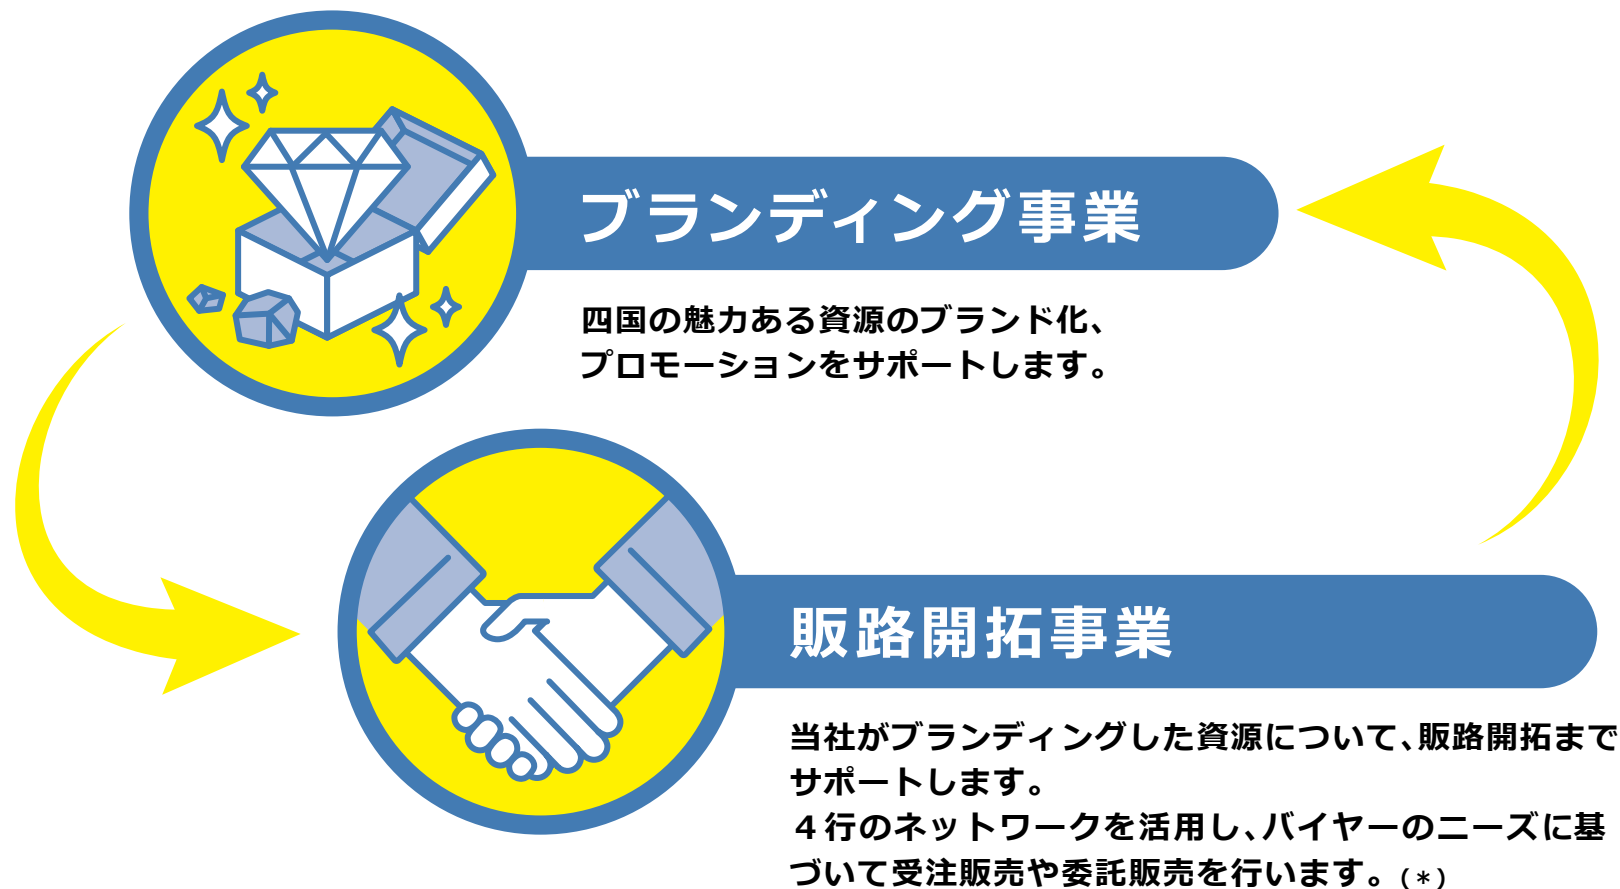 ブランディング事業
四国の魅力ある資源のブランド化、
プロモーションをサポートします。
販路開拓事業
当社がブランディングした資源について、販路開拓まで
サポートします。
４行のネットワークを活用し、バイヤーのニーズに基
づいて受注販売や委託販売を行います。(＊)